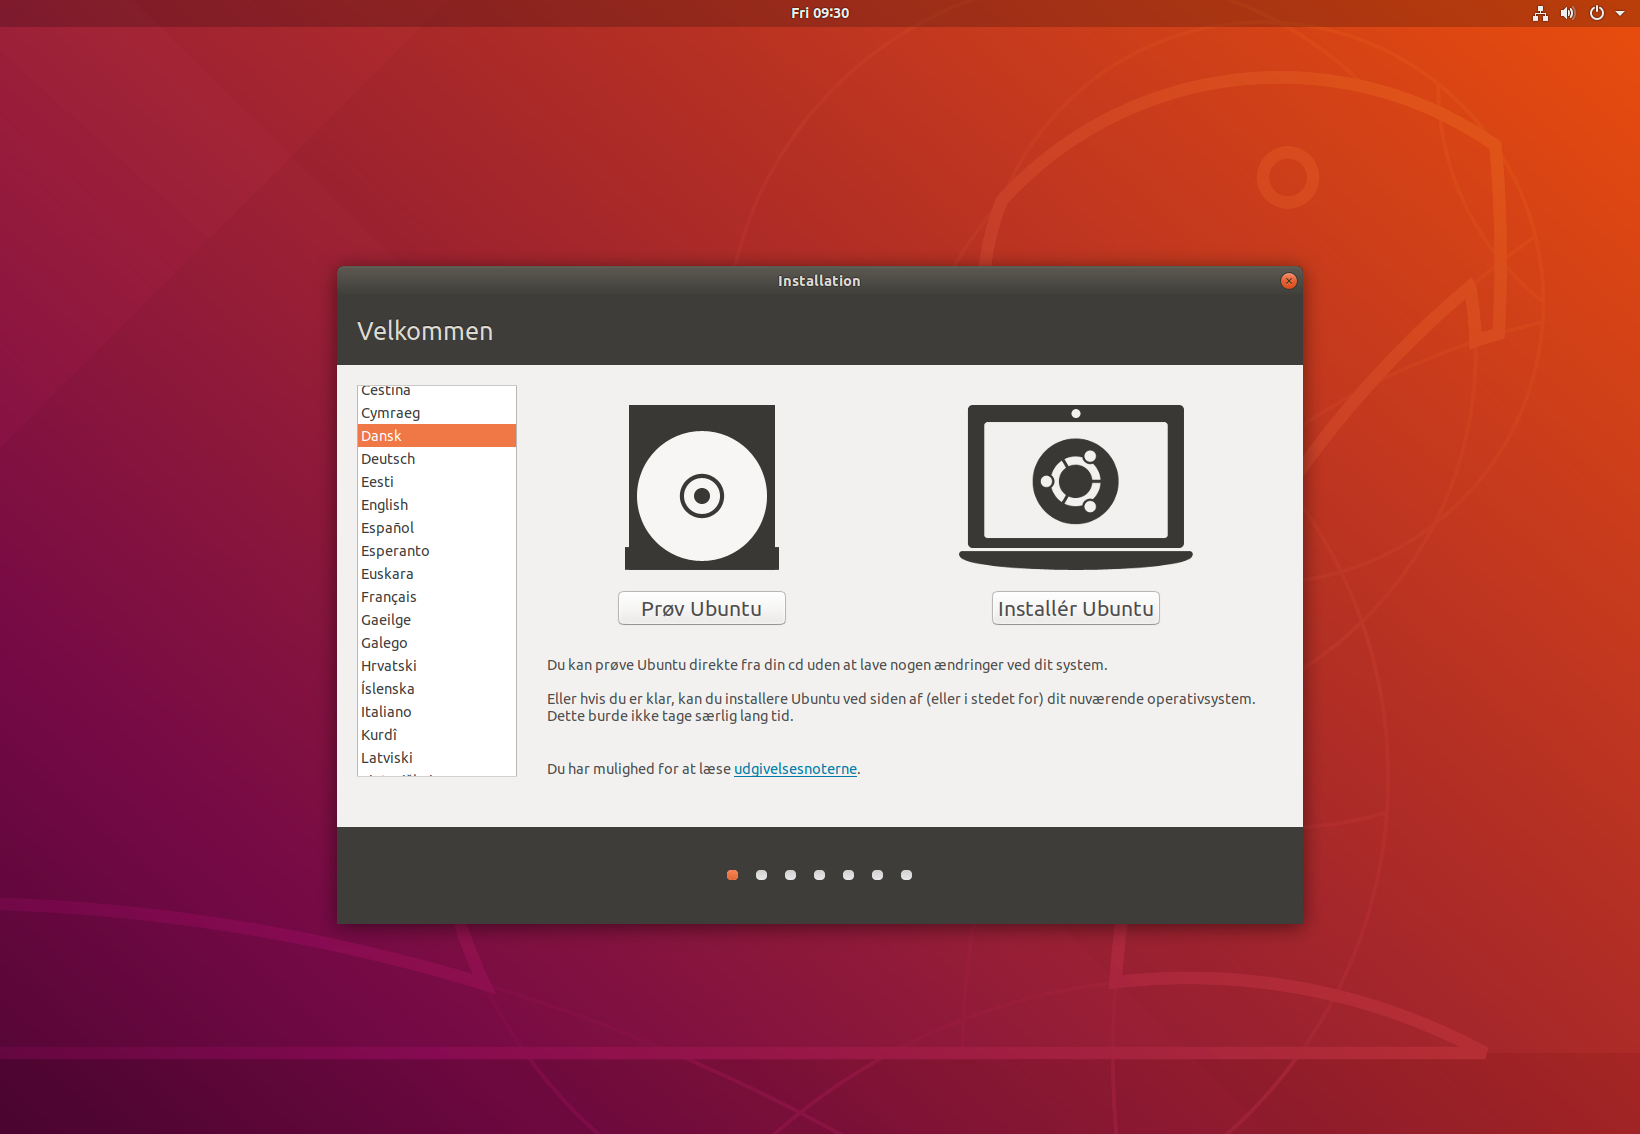 Fri 09:30
Installation
Velkommen
Čeština
Cymraeg
Dansk
Deutsch
Eesti
English
Español
Esperanto
Euskara
Français
Gaeilge
Galego
Hrvatski
Íslenska
Italiano
Kurdî
Latviski
Prøv Ubuntu
Installér Ubuntu
Du kan prøve Ubuntu direkte fra din cd uden at lave nogen ændringer ved dit system.
Eller hvis du er klar, kan du installere Ubuntu ved siden af (eller i stedet for) dit nuværende operativsystem.
Dette burde ikke tage særlig lang tid.
Du har mulighed for at læse udgivelsesnoterne.